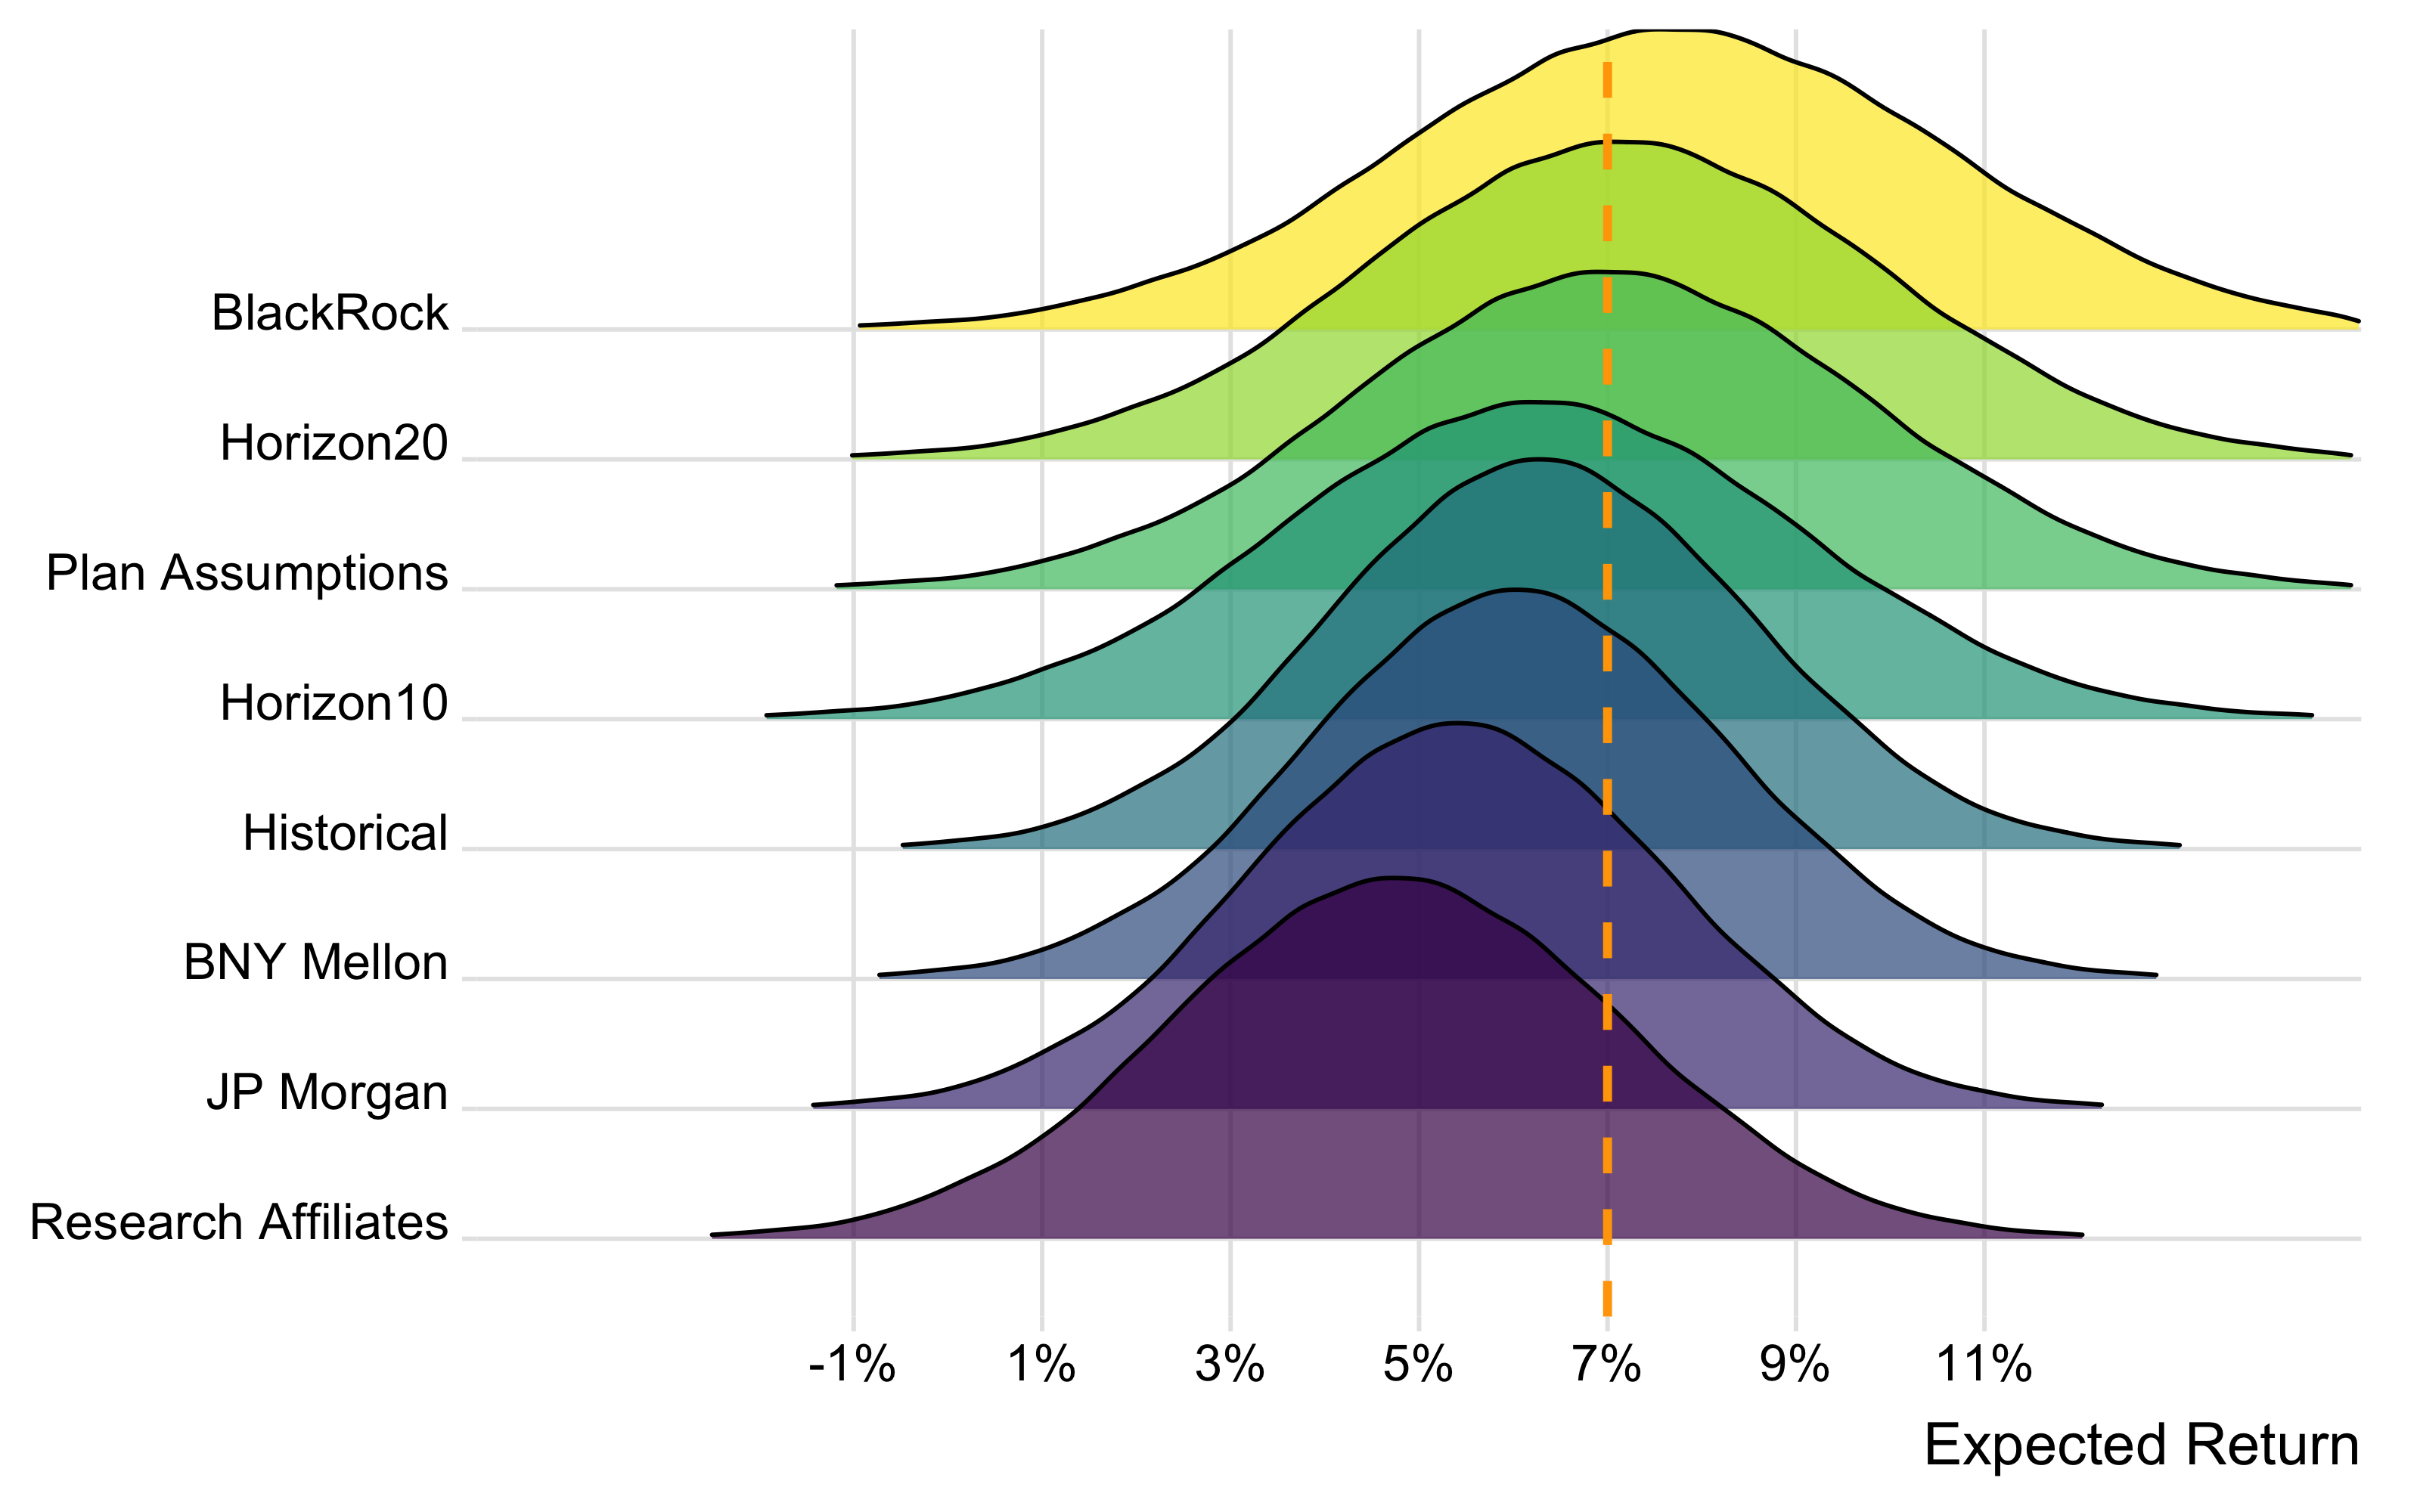 BlackRock
Horizon20
Plan Assumptions
Horizon10
Historical
BNY Mellon
JP Morgan
Research Affiliates
-1% 1% 3% 5% 7% 9% 11%
Expected Return